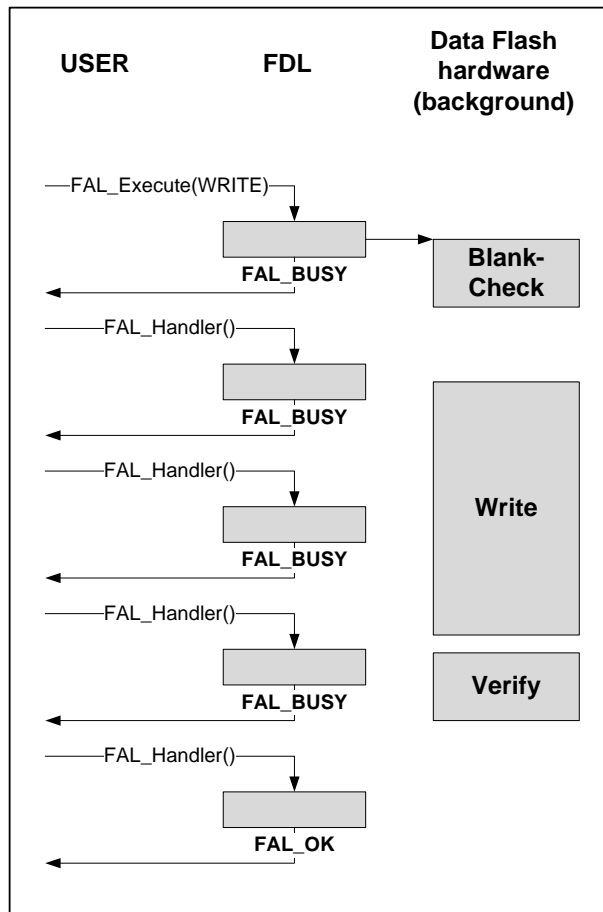 USER
FDL
Data Flash
hardware
(background)
FAL_Execute(WRITE)
FAL_BUSY
Blank-
Check
FAL_Handler()
FAL_BUSY
FAL_Handler()
FAL_BUSY
Write
FAL_Handler()
FAL_BUSY
Verify
FAL_Handler()
FAL_OK